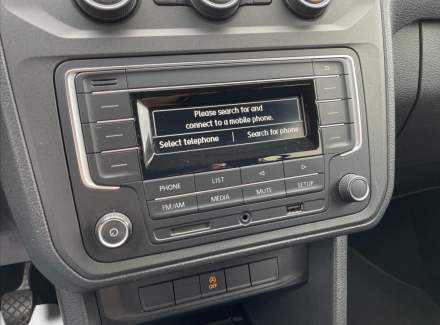 Please search for and
connect to a mobile phone.
Select telephone Search for phone
PHONE LIST
FM/AM MEDIA MUTE SETUP
OFF